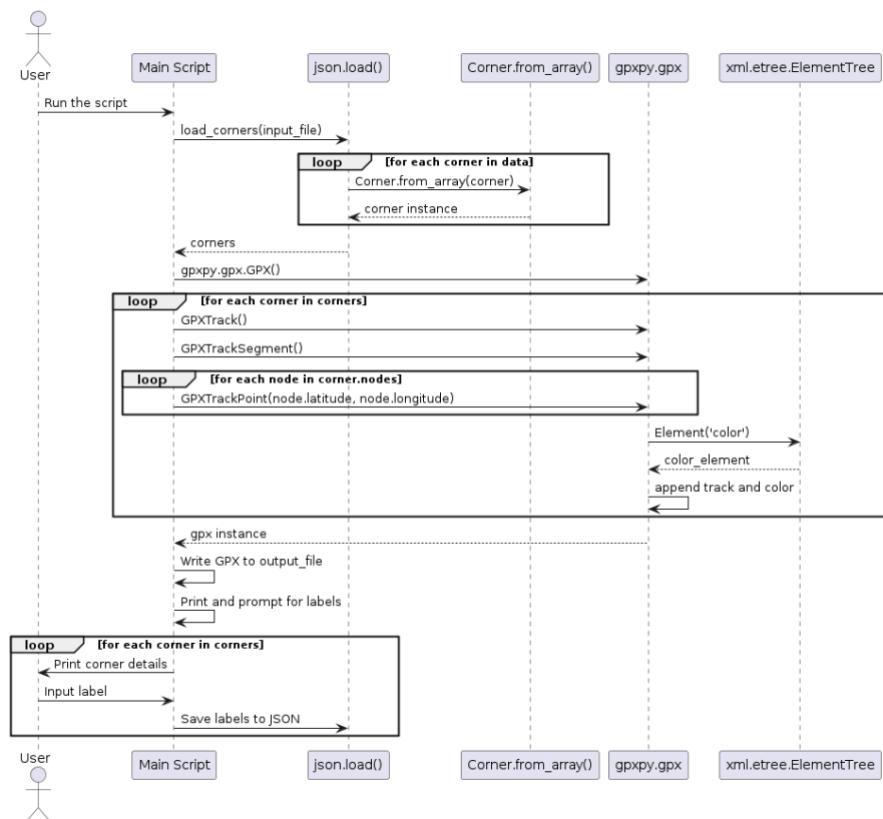 User
Main Script
json.load()
Corner.from_array()
gpxpy.gpx
xml.etree.ElementTree
Run the script
load_corners(input_file)
loop [for each corner in data]
Corner.from_array(corner)
corner instance
corners
gpxpy.gpx.GPX()
loop [for each corner in corners]
GPXTrack()
GPXTrackSegment()
loop [for each node in corner.nodes]
GPXTrackPoint(node.latitude, node.longitude)
Element('color')
color_element
append track and color
gpx instance
Write GPX to output_file
Print and prompt for labels
loop [for each corner in corners]
Print corner details
Input label
Save labels to JSON
User
Main Script
json.load()
Corner.from_array()
gpxpy.gpx
xml.etree.ElementTree